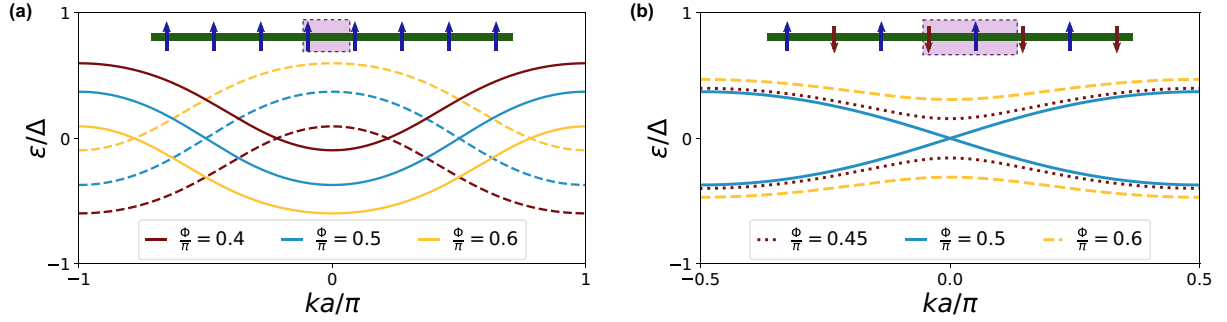 (a)
1
0
−1
ε/Δ
Φ/π = 0.4
Φ/π = 0.5
Φ/π = 0.6
−1
0
1
ka/π
(b)
1
0
−1
ε/Δ
Φ/π = 0.45
Φ/π = 0.5
Φ/π = 0.6
−0.5
0.0
0.5
ka/π